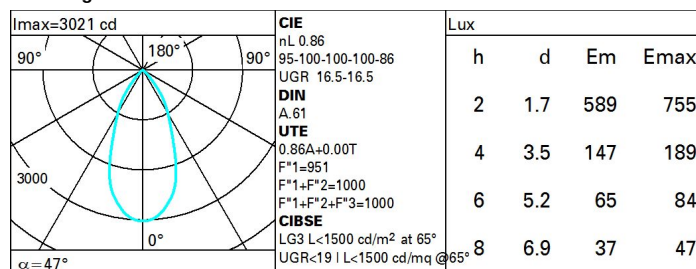 Imax=3021 cd
90°
180°
90°
3000
0°
α=47°
CIE
nL 0.86
95-100-100-100-86
UGR 16.5-16.5
DIN
A.61
UTE
0.86A+0.00T
F"1=951
F"1+F"2=1000
F"1+F"2+F"3=1000
CIBSE
LG3 L<1500 cd/m² at 65°
UGR<19 | L<1500 cd/mq @65°
Lux
h d Em Emax
2 1.7 589 755
4 3.5 147 189
6 5.2 65 84
8 6.9 37 47